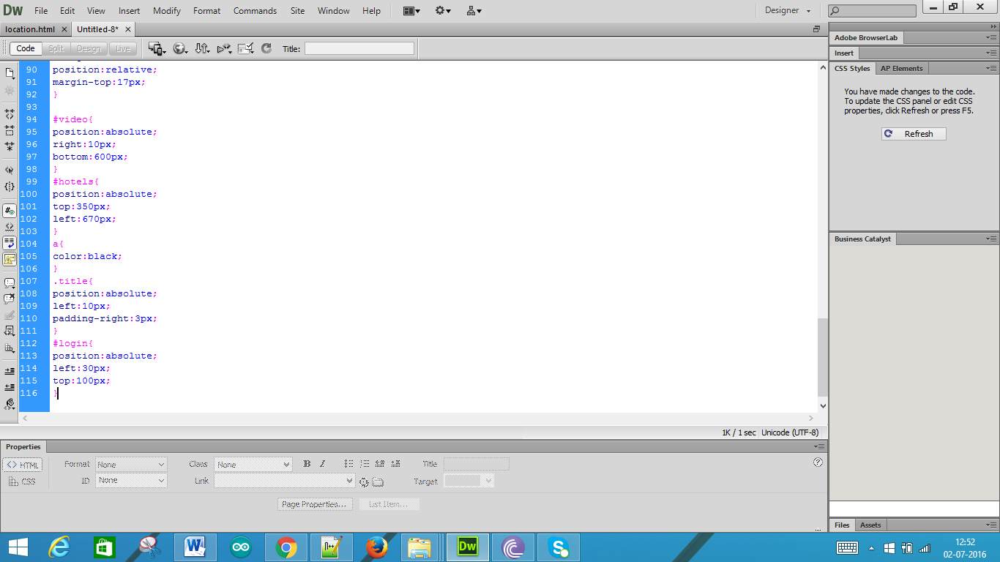 Dw File Edit View Insert Modify Format Commands Site Window Help Designer
location.html Untitled-8*
Code Split Design Live Title:
90 position:relative;
91 margin-top:17px;
92 }
93
94 #video{
95 position:absolute;
96 right:10px;
97 bottom:600px;
98 }
99 #hotels{
100 position:absolute;
101 top:350px;
102 left:670px;
103 }
104 a{
105 color:black;
106 }
107 .title{
108 position:absolute;
109 left:10px;
110 padding-right:3px;
111 }
112 #login{
113 position:absolute;
114 left:30px;
115 top:100px;
116 }
1K / 1 sec Unicode (UTF-8)
Adobe BrowserLab
Insert
CSS Styles AP Elements
You have made changes to the code.
To update the CSS panel or edit CSS
properties, click Refresh or press F5.
Refresh
Business Catalyst
Files Assets
Properties
<> HTML Format None Class None B I Title
CSS ID None Link Target
Page Properties... List Item...
12:52
02-07-2016